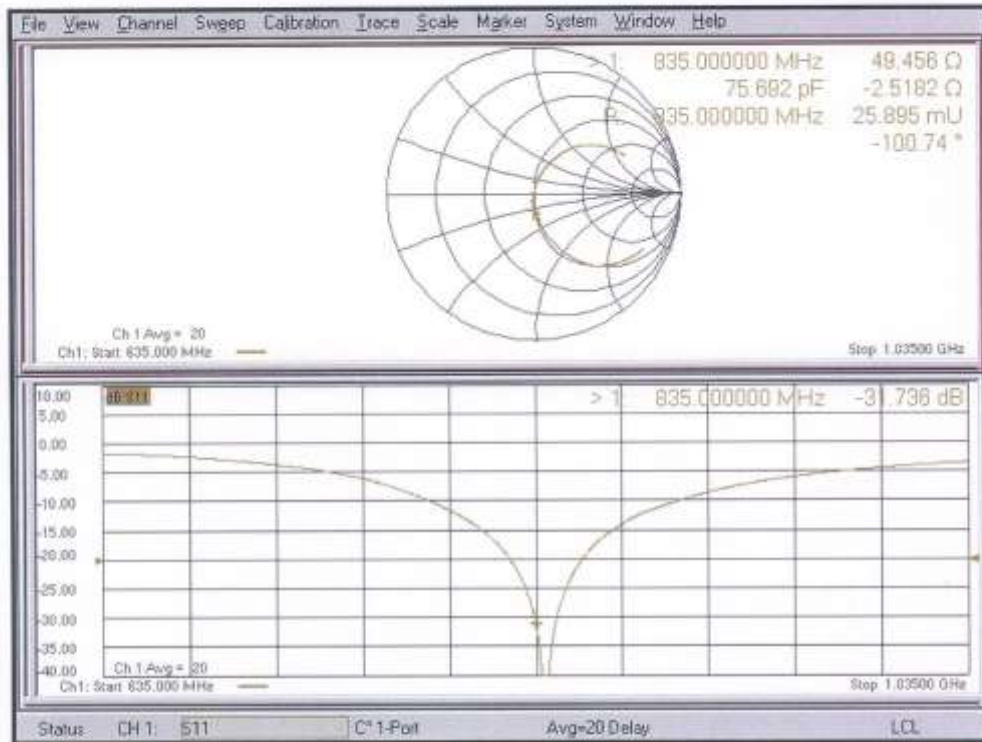 File View Channel Sweep Calibration Trace Scale Marker System Window Help
> 1 835.000000 MHz 49.456 Ω
75.692 pF -2.5182 Ω
R 835.000000 MHz 25.895 mU
-100.74 °
Ch 1 Avg = 20
Ch1: Start 635.000 MHz Stop 1.03500 GHz
10.00 dB S11 > 1 835.000000 MHz -31.736 dB
5.00
0.00
-5.00
-10.00
-15.00
-20.00
-25.00
-30.00
-35.00
-40.00
Ch 1 Avg = 20
Ch1: Start 635.000 MHz Stop 1.03500 GHz
Status CH 1: S11 C* 1-Port Avg=20 Delay LCL